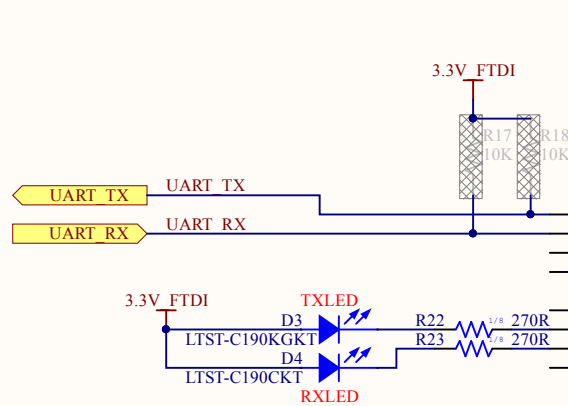 3.3V_FTDI
R17
10K
R18
10K
UART_TX
UART_TX
UART_RX
UART_RX
3.3V_FTDI
TXLED
D3
LTST-C190KGKT
R22
1/8
270R
D4
LTST-C190CKT
R23
1/8
270R
RXLED